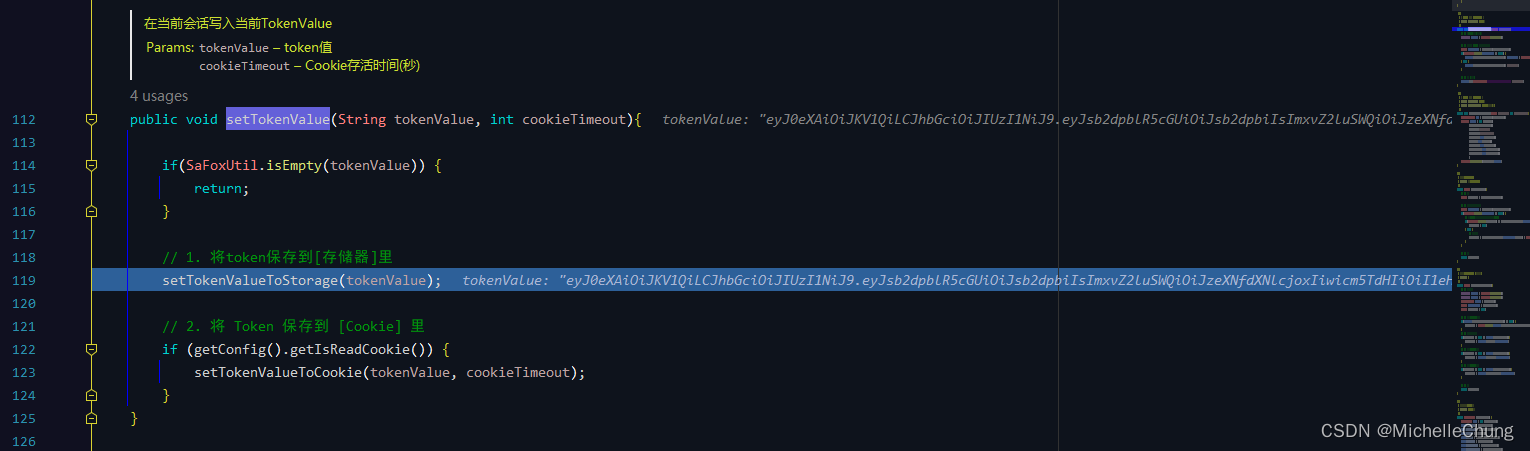 在当前会话写入当前TokenValue
Params: tokenValue – token值
cookieTimeout – Cookie存活时间(秒)
4 usages
112 public void setTokenValue(String tokenValue, int cookieTimeout){ tokenValue: "eyJ0eXAiOiJKV1QiLCJhbGciOiJIUzI1NiJ9.eyJsb2dpblR5cGUiOiJsb2dpbiIsImxvZ2luSWQiOiJzeXNfd
113
114 if(SaFoxUtil.isEmpty(tokenValue)) {
115 return;
116 }
117
118 // 1. 将token保存到[存储器]里
119 setTokenValueToStorage(tokenValue); tokenValue: "eyJ0eXAiOiJKV1QiLCJhbGciOiJIUzI1NiJ9.eyJsb2dpblR5cGUiOiJsb2dpbiIsImxvZ2luSWQiOiJzeXNfdXNlcjoxIiwicm5TdHIiOiI1eH
120
121 // 2. 将 Token 保存到 [Cookie] 里
122 if (getConfig().getIsReadCookie()) {
123 setTokenValueToCookie(tokenValue, cookieTimeout);
124 }
125 }
126
CSDN @MichelleChung